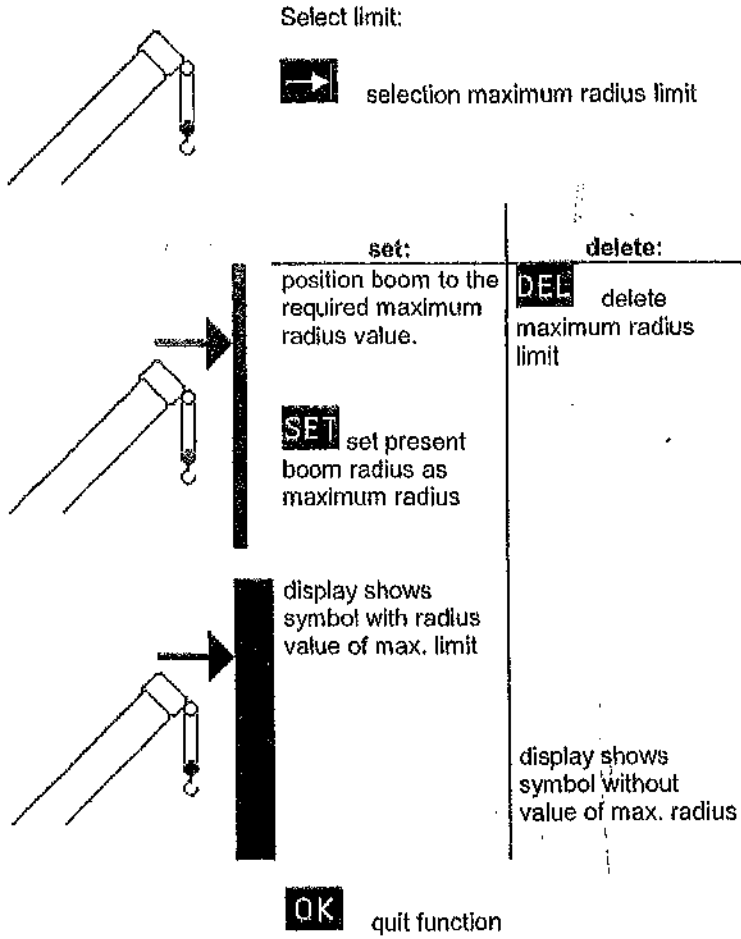 Select limit:
selection maximum radius limit
set:
position boom to the
required maximum
radius value.
SET set present
boom radius as
maximum radius
display shows
symbol with radius
value of max. limit
delete:
DEL delete
maximum radius
limit
display shows
symbol without
value of max. radius
OK quit function